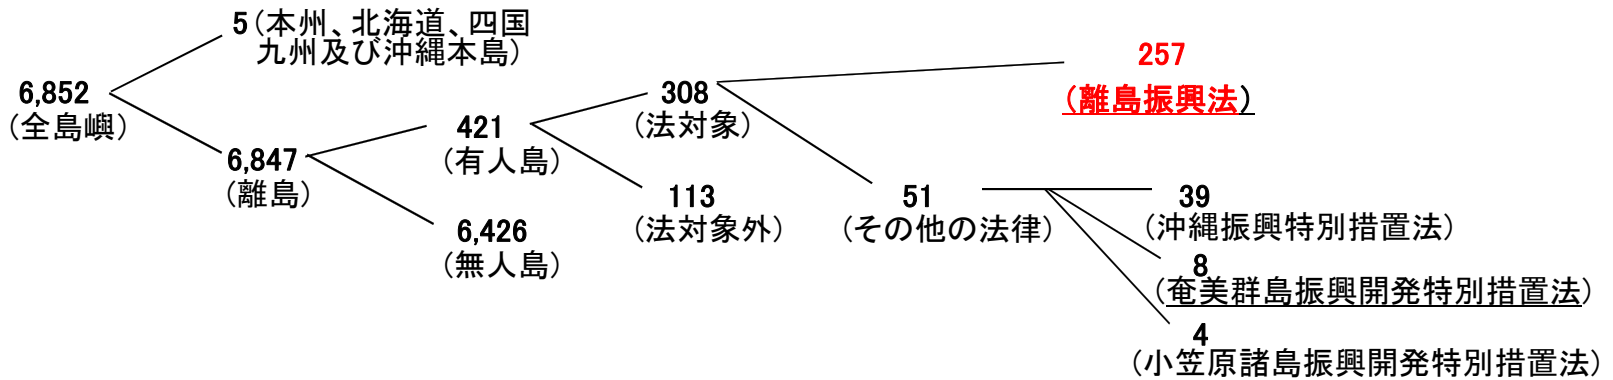 6,852
(全島嶼)
5(本州、北海道、四国
九州及び沖縄本島)
6,847
(離島)
421
(有人島)
6,426
(無人島)
308
(法対象)
113
(法対象外)
257
(離島振興法)
51
(その他の法律)
39
(沖縄振興特別措置法)
8
(奄美群島振興開発特別措置法)
4
(小笠原諸島振興開発特別措置法)